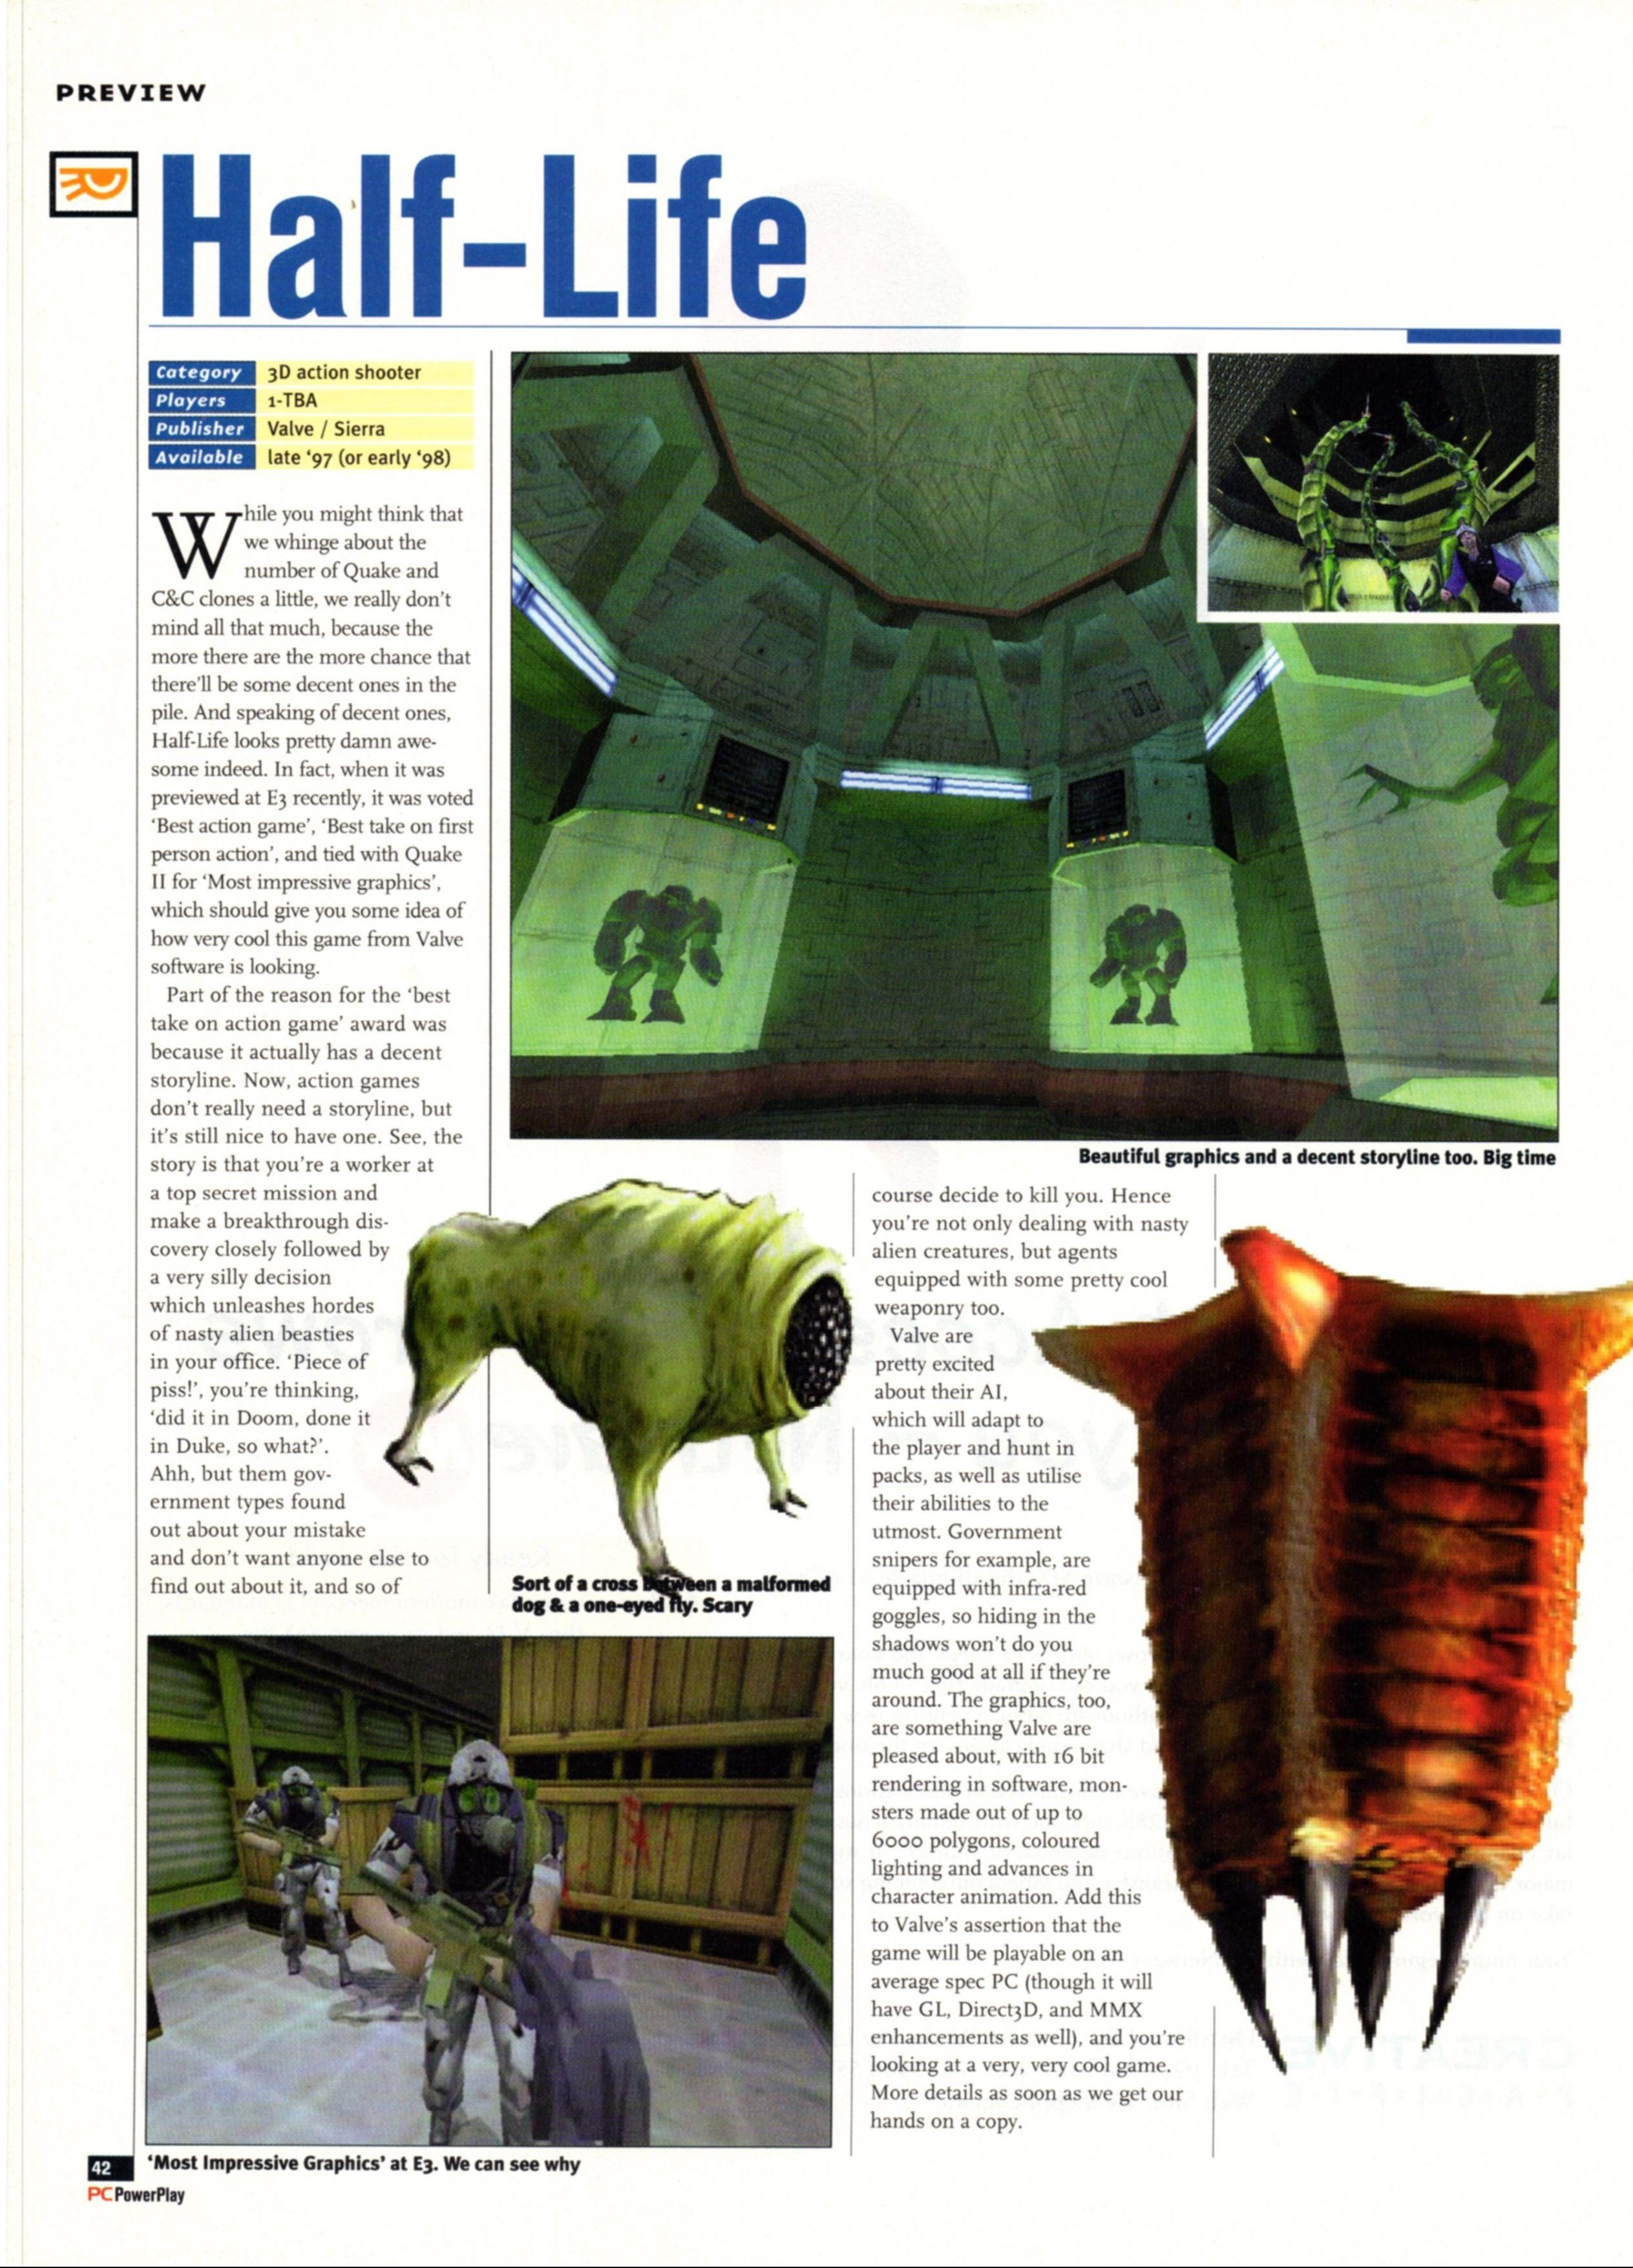 PREVIEW
Half-Life
Category 3D action shooter
Players 1-TBA
Publisher Valve / Sierra
Available late '97 (or early '98)
While you might think that
we whinge about the
number of Quake and
C&C clones a little, we really don't
mind all that much, because the
more there are the more chance that
there'll be some decent ones in the
pile. And speaking of decent ones,
Half-Life looks pretty damn awe-
some indeed. In fact, when it was
previewed at E3 recently, it was voted
'Best action game', 'Best take on first
person action', and tied with Quake
II for 'Most impressive graphics',
which should give you some idea of
how very cool this game from Valve
software is looking.
Part of the reason for the 'best
take on action game' award was
because it actually has a decent
storyline. Now, action games
don't really need a storyline, but
it's still nice to have one. See, the
story is that you're a worker at
a top secret mission and
make a breakthrough dis-
covery closely followed by
a very silly decision
which unleashes hordes
of nasty alien beasties
in your office. 'Piece of
piss!', you're thinking,
'did it in Doom, done it
in Duke, so what?'.
Ahh, but them gov-
ernment types found
out about your mistake
and don't want anyone else to
find out about it, and so of
Beautiful graphics and a decent storyline too. Big time
Sort of a cross between a malformed
dog & a one-eyed fly. Scary
course decide to kill you. Hence
you're not only dealing with nasty
alien creatures, but agents
equipped with some pretty cool
weaponry too.
Valve are
pretty excited
about their AI,
which will adapt to
the player and hunt in
packs, as well as utilise
their abilities to the
utmost. Government
snipers for example, are
equipped with infra-red
goggles, so hiding in the
shadows won't do you
much good at all if they're
around. The graphics, too,
are something Valve are
pleased about, with 16 bit
rendering in software, mon-
sters made out of up to
6000 polygons, coloured
lighting and advances in
character animation. Add this
to Valve's assertion that the
game will be playable on an
average spec PC (though it will
have GL, Direct3D, and MMX
enhancements as well), and you're
looking at a very, very cool game.
More details as soon as we get our
hands on a copy.
'Most Impressive Graphics' at E3. We can see why
42
PCPowerPlay